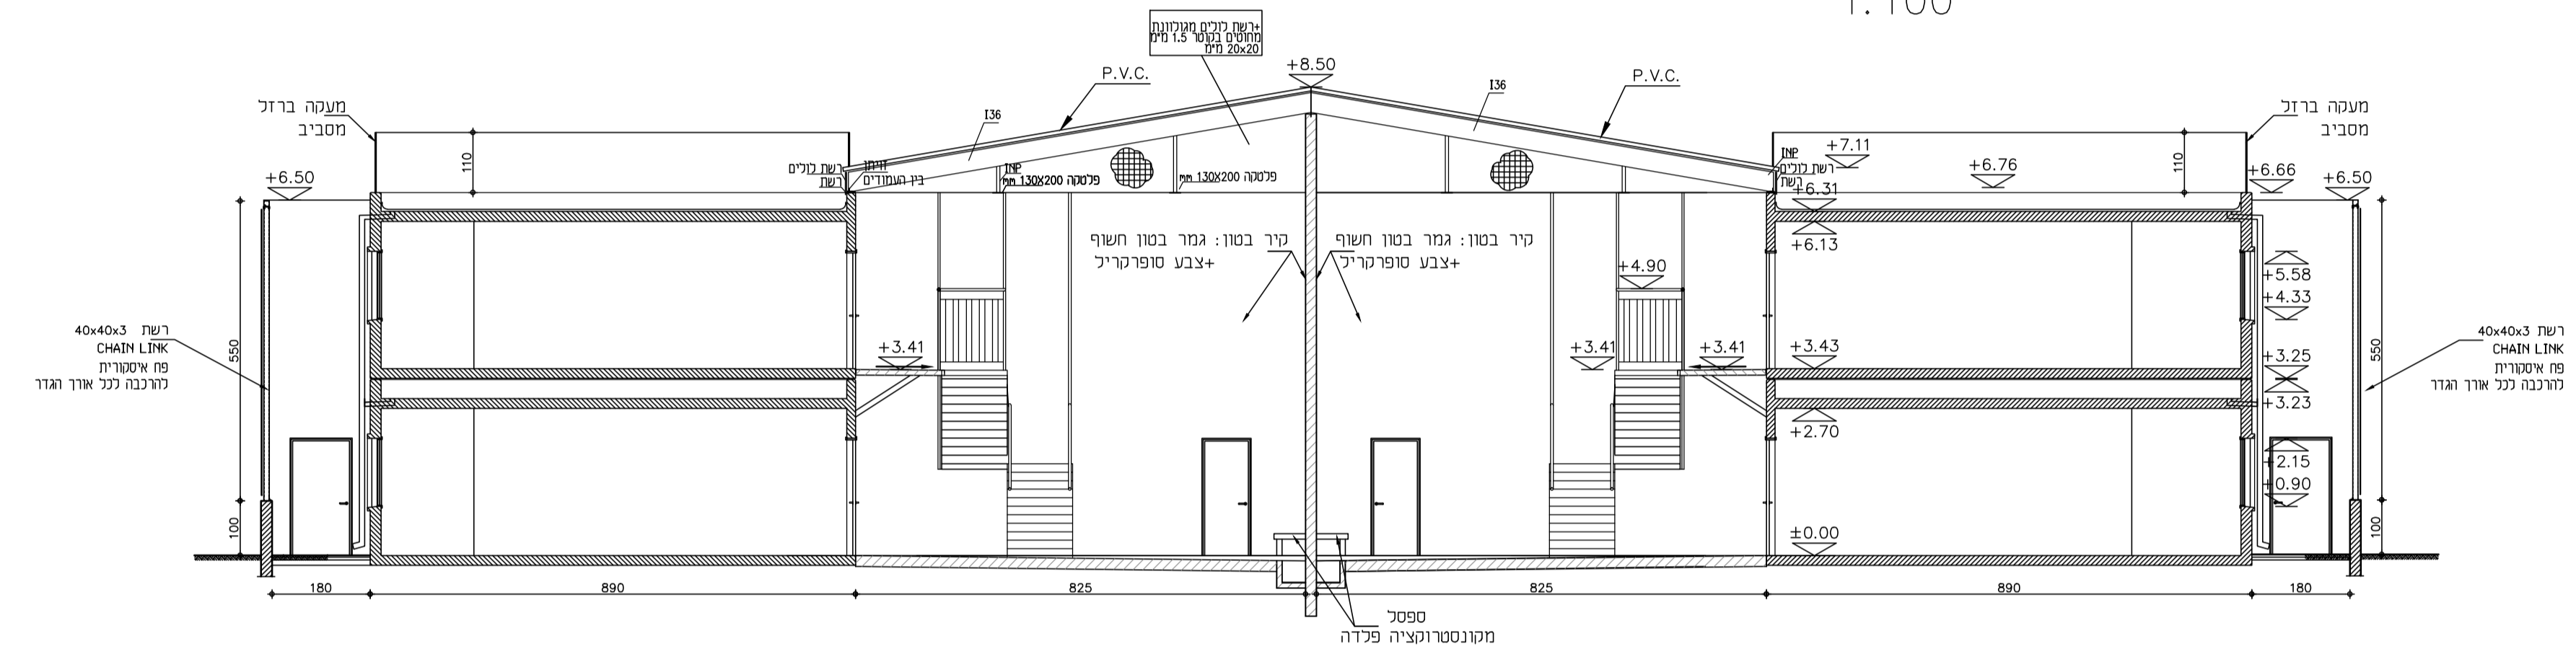 1:100
+רשת לולים מגולוונת
מחוטים בקוטר 1.5 מ"מ
20x20 מ"מ
+8.50
P.V.C.
P.V.C.
I36
I36
מעקה ברזל
מסביב
מעקה ברזל
מסביב
110
110
+6.50
+7.11
+6.76
+6.66
+6.50
+6.31
+6.13
רשת לולים
רשת
זויתן
בין העמודים
INP
פלטקה 130X200 mm
פלטקה 130X200 mm
INP
רשת לולים
רשת
קיר בטון: גמר בטון חשוף
+צבע סופרקריל
קיר בטון: גמר בטון חשוף
+צבע סופרקריל
+4.90
+5.58
+4.33
רשת 40x40x3
CHAIN LINK
פח איסקורית
להרכבה לכל אורך הגדר
550
+3.41
+3.41
+3.41
+3.43
+3.25
+3.23
550
רשת 40x40x3
CHAIN LINK
פח איסקורית
להרכבה לכל אורך הגדר
+2.70
+2.15
+0.90
±0.00
100
100
180
890
825
825
890
180
ספסל
מקונסטרוקציה פלדה